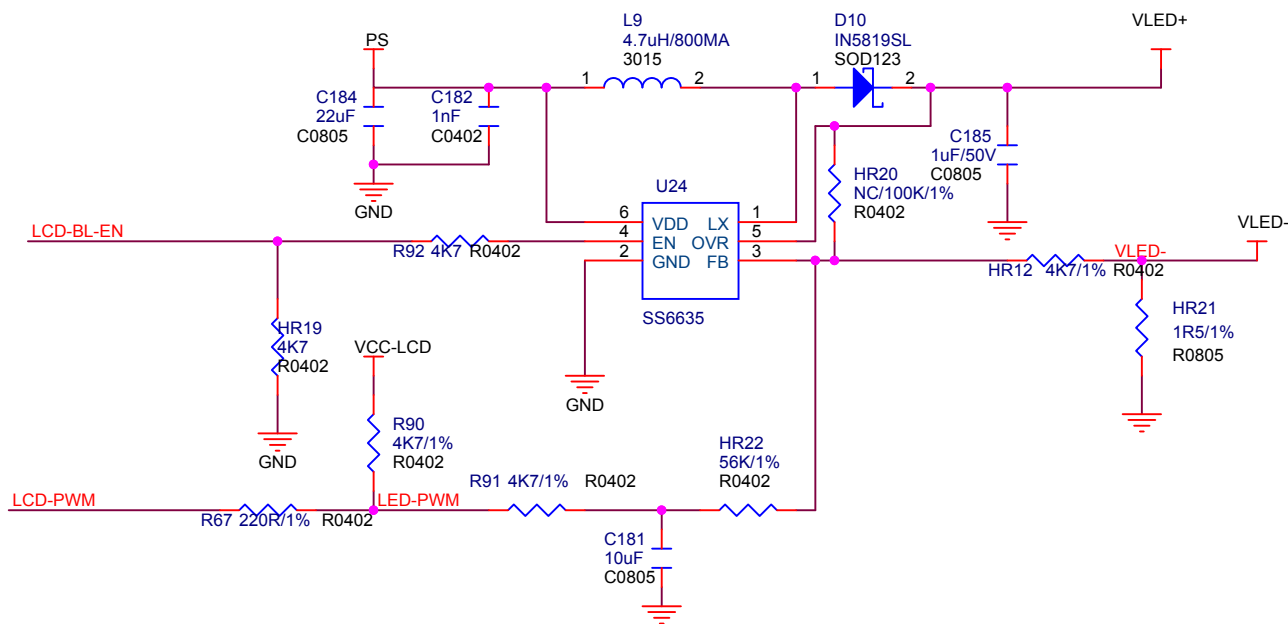 L9
4.7uH/800MA
3015
D10
IN5819SL
SOD123
VLED+
PS
1
2
1
2
C184
22uF
C0805
C182
1nF
C0402
GND
C185
1uF/50V
C0805
HR20
NC/100K/1%
R0402
U24
6
4
2
VDD
EN
GND
LX
OVR
FB
1
5
3
SS6635
LCD-BL-EN
R92 4K7 R0402
VLED-
VLED-
HR12 4K7/1% R0402
HR21
1R5/1%
R0805
HR19
4K7
R0402
GND
VCC-LCD
GND
R90
4K7/1%
R0402
HR22
56K/1%
R0402
R91 4K7/1% R0402
LCD-PWM
LED-PWM
R67 220R/1% R0402
C181
10uF
C0805